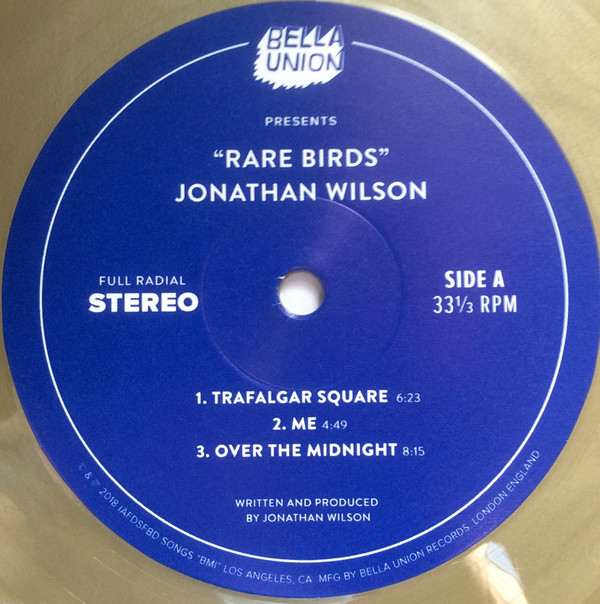 BELLA
UNION
PRESENTS
“RARE BIRDS”
JONATHAN WILSON
FULL RADIAL
STEREO
SIDE A
33⅓ RPM
1. TRAFALGAR SQUARE 6:23
2. ME 4:49
3. OVER THE MIDNIGHT 8:15
WRITTEN AND PRODUCED
BY JONATHAN WILSON
© & ℗ 2018 IAFDSFBD SONGS "BMI" LOS ANGELES, CA MFG BY BELLA UNION RECORDS, LONDON ENGLAND